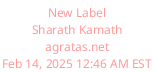 New Label
Sharath Kamath
agratas.net
Feb 14, 2025 12:46 AM EST